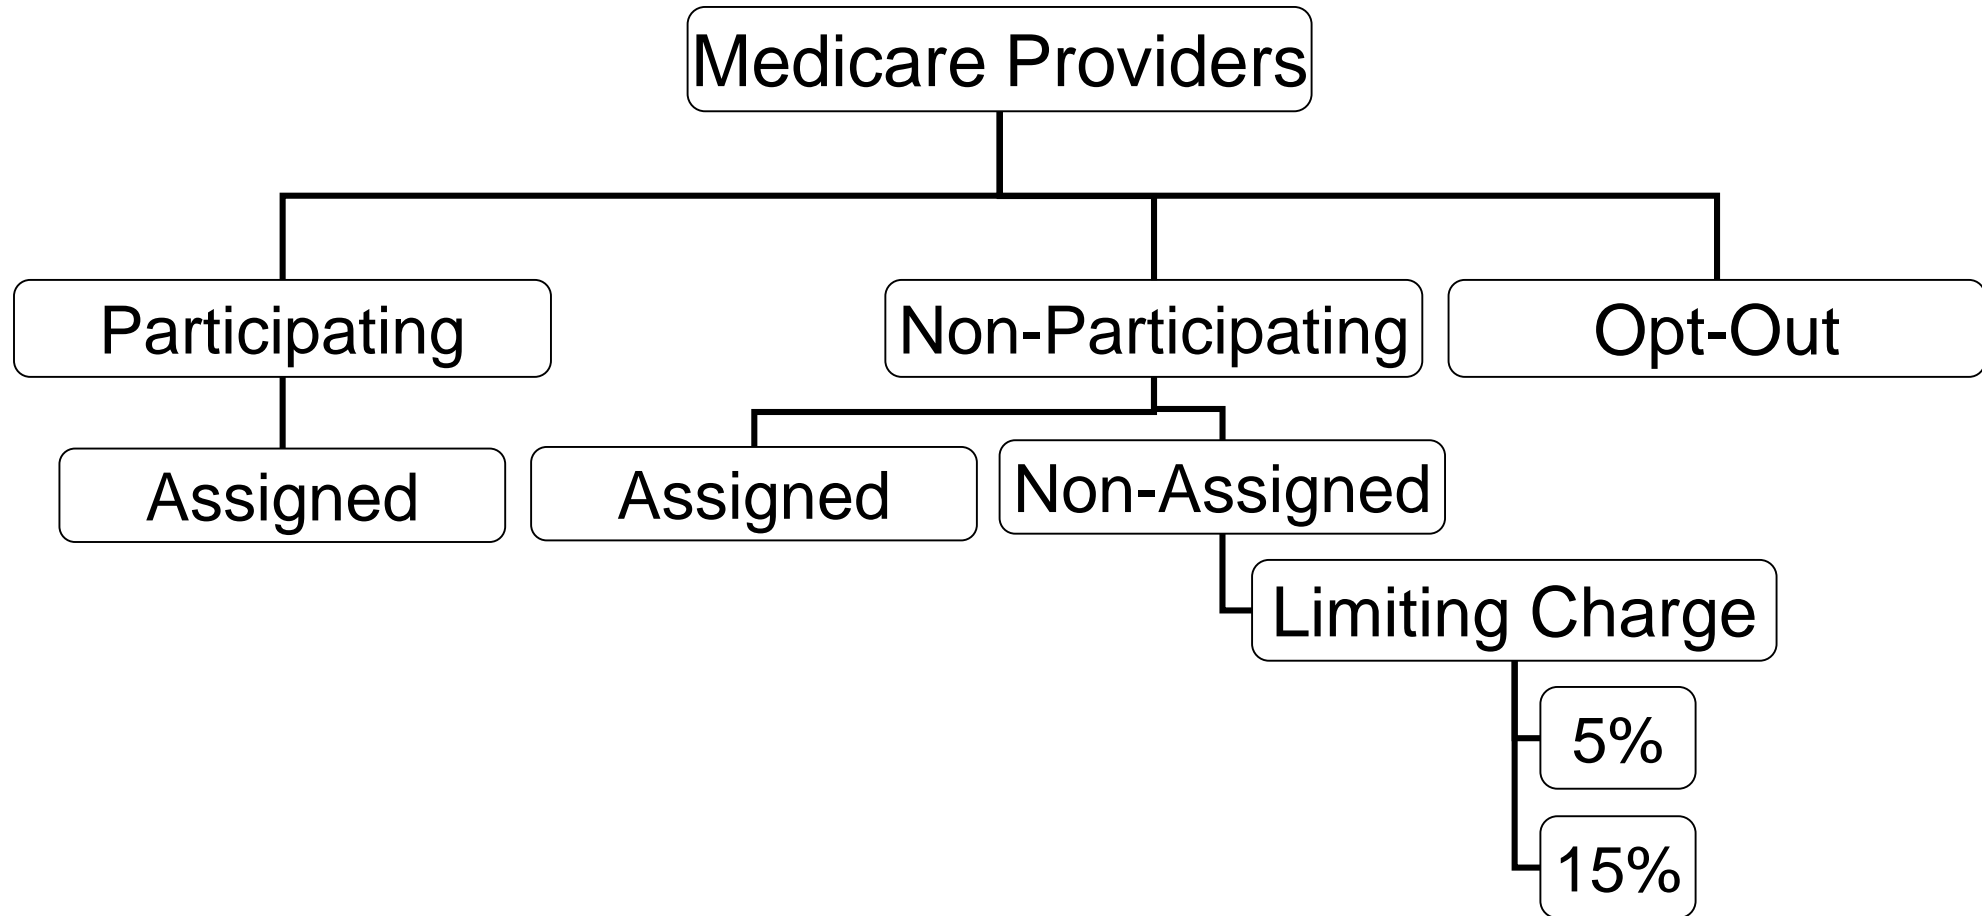 Medicare Providers
Participating
Non-Participating
Opt-Out
Assigned
Assigned
Non-Assigned
Limiting Charge
5%
15%